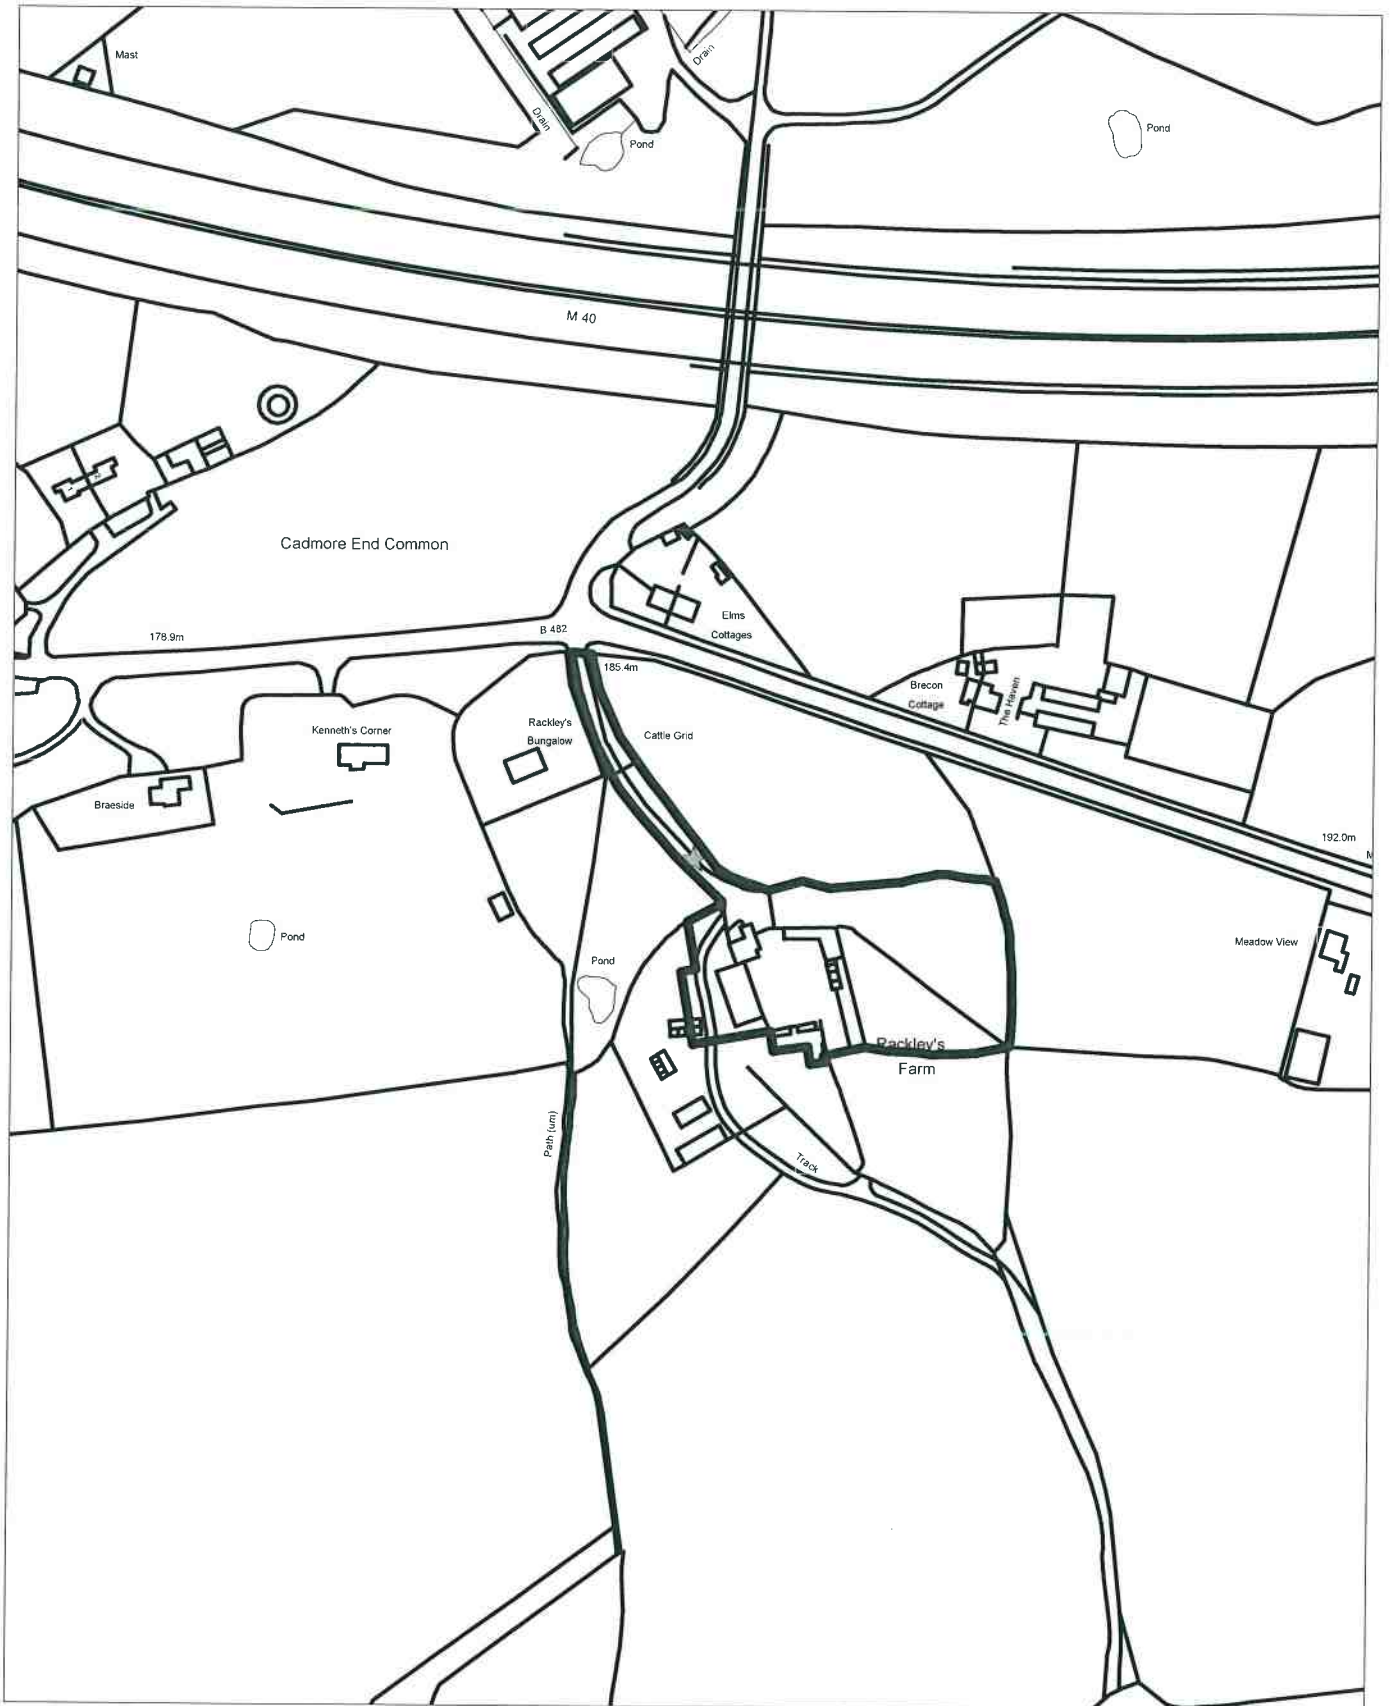 Mast
Drain
Drain
Pond
Pond
M 40
Cadmore End Common
Elms
Cottages
178.9m
B 482
185.4m
Brecon
Cottage
The Haven
Rackley's
Bungalow
Kenneth's Corner
Cattle Grid
Braeside
192.0m
M
Pond
Pond
Meadow View
Rackley's
Farm
Path (um)
Track